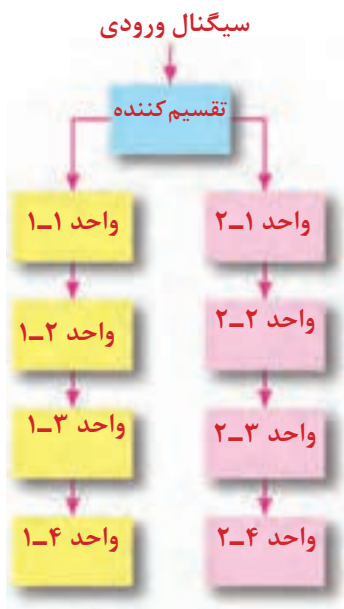 سیگنال ورودی
تقسیم کننده
واحد ۱ـ۲
واحد ۱ـ۱
واحد ۲ـ۲
واحد ۲ـ۱
واحد ۳ـ۲
واحد ۳ـ۱
واحد ۴ـ۲
واحد ۴ـ۱